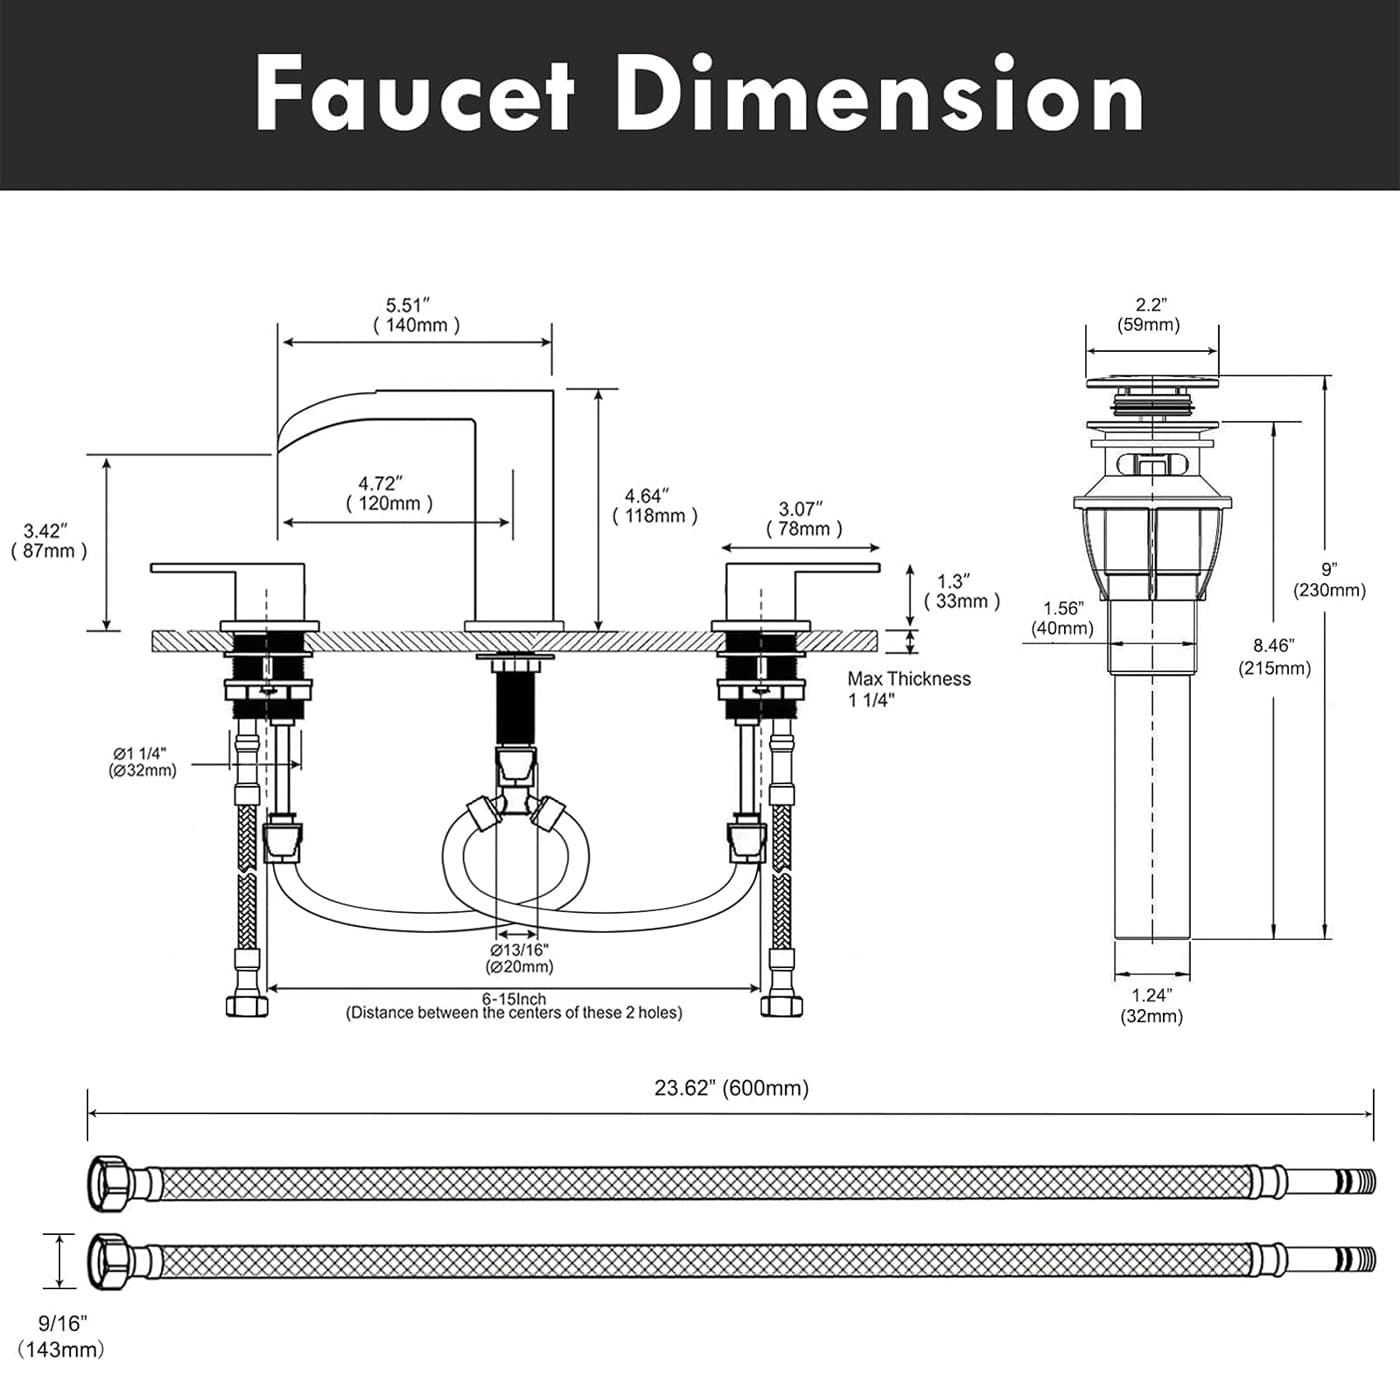 Faucet Dimension
5.51″
( 140mm )
2.2”
(59mm)
4.72″
( 120mm )
4.64″
( 118mm )
3.07″
( 78mm )
3.42″
( 87mm )
1.3″
( 33mm )
Max Thickness
1 1/4"
1.56”
(40mm)
9”
(230mm)
8.46”
(215mm)
Ø1 1/4"
(Ø32mm)
Ø13/16"
(Ø20mm)
6-15Inch
(Distance between the centers of these 2 holes)
1.24”
(32mm)
23.62” (600mm)
9/16”
(143mm)